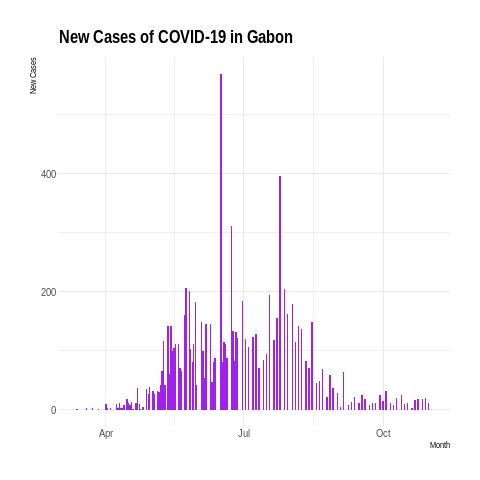 New Cases of COVID-19 in Gabon
New Cases
400
200
0
Apr
Jul
Oct
Month